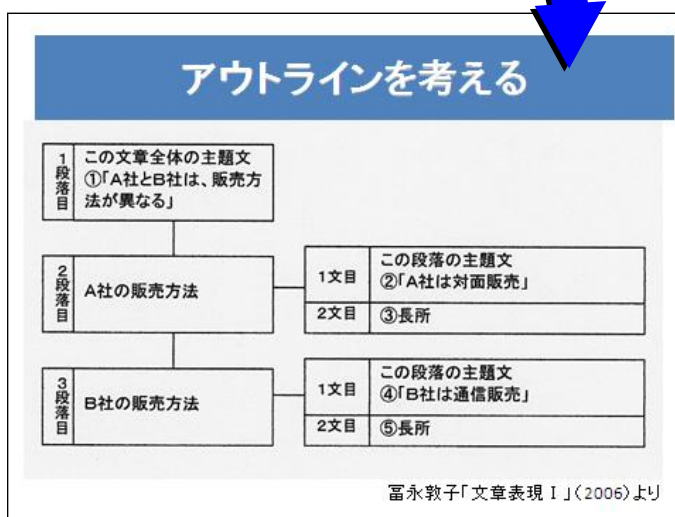 アウトラインを考える
1段落目
この文章全体の主題文
①「A社とB社は、販売方
法が異なる」
2段落目
A社の販売方法
1文目
この段落の主題文
②「A社は対面販売」
2文目
③長所
3段落目
B社の販売方法
1文目
この段落の主題文
④「B社は通信販売」
2文目
⑤長所
冨永敦子「文章表現Ⅰ」(2006)より